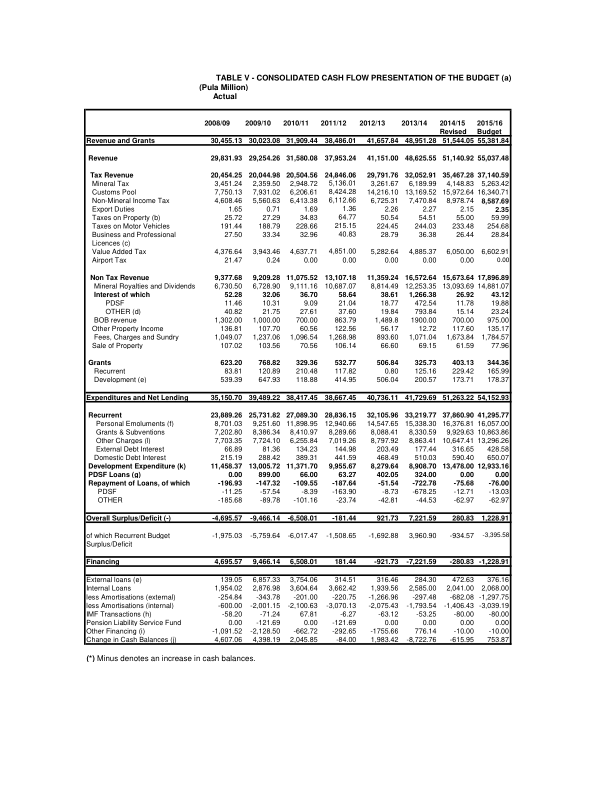 TABLE V - CONSOLIDATED CASH FLOW PRESENTATION OF THE BUDGET (a)
(Pula Million)
Actual
2008/09 2009/10 2010/11 2011/12 2012/13 2013/14 2014/15 2015/16
Revised Budget
Revenue and Grants 30,455.13 30,023.08 31,909.44 38,486.01 41,657.84 48,951.28 51,544.05 55,381.84
Revenue 29,831.93 29,254.26 31,580.08 37,953.24 41,151.00 48,625.55 51,140.92 55,037.48
Tax Revenue 20,454.25 20,044.98 20,504.56 24,846.06 29,791.76 32,052.91 35,467.28 37,140.59
Mineral Tax 3,451.24 2,359.50 2,948.72 5,136.01 3,261.67 6,189.99 4,148.83 5,263.42
Customs Pool 7,750.13 7,931.02 6,206.61 8,424.28 14,216.10 13,169.52 15,972.64 16,340.71
Non-Mineral Income Tax 4,608.46 5,560.63 6,413.38 6,112.66 6,725.31 7,470.84 8,978.74 8,587.69
Export Duties 1.65 0.71 1.69 1.36 2.26 2.27 2.15 2.35
Taxes on Property (b) 25.72 27.29 34.83 64.77 50.54 54.51 55.00 59.99
Taxes on Motor Vehicles 191.44 188.79 228.66 215.15 224.45 244.03 233.48 254.68
Business and Professional 27.50 33.34 32.96 40.83 28.79 36.38 26.44 28.84
Licences (c)
Value Added Tax 4,376.64 3,943.46 4,637.71 4,851.00 5,282.64 4,885.37 6,050.00 6,602.91
Airport Tax 21.47 0.24 0.00 0.00 0.00 0.00 0.00 0.00
Non Tax Revenue 9,377.68 9,209.28 11,075.52 13,107.18 11,359.24 16,572.64 15,673.64 17,896.89
Mineral Royalties and Dividends 6,730.50 6,728.90 9,111.16 10,687.07 8,814.49 12,253.35 13,093.69 14,881.07
Interest of which 52.28 32.06 36.70 58.64 38.61 1,266.38 26.92 43.12
PDSF 11.46 10.31 9.09 21.04 18.77 472.54 11.78 19.88
OTHER (d) 40.82 21.75 27.61 37.60 19.84 793.84 15.14 23.24
BOB revenue 1,302.00 1,000.00 700.00 863.79 1,489.8 1900.00 700.00 975.00
Other Property Income 136.81 107.70 60.56 122.56 56.17 12.72 117.60 135.17
Fees, Charges and Sundry 1,049.07 1,237.06 1,096.54 1,268.98 893.60 1,071.04 1,673.84 1,784.57
Sale of Property 107.02 103.56 70.56 106.14 66.60 69.15 61.59 77.96
Grants 623.20 768.82 329.36 532.77 506.84 325.73 403.13 344.36
Recurrent 83.81 120.89 210.48 117.82 0.80 125.16 229.42 165.99
Development (e) 539.39 647.93 118.88 414.95 506.04 200.57 173.71 178.37
Expenditures and Net Lending 35,150.70 39,489.22 38,417.45 38,667.45 40,736.11 41,729.69 51,263.22 54,152.93
Recurrent 23,889.26 25,731.82 27,089.30 28,836.15 32,105.96 33,219.77 37,860.90 41,295.77
Personal Emoluments (f) 8,701.03 9,251.60 11,898.95 12,940.66 14,547.65 15,338.30 16,376.81 16,057.00
Grants & Subventions 7,202.80 8,386.34 8,410.97 8,289.66 8,088.41 8,330.59 9,929.63 10,863.86
Other Charges (l) 7,703.35 7,724.10 6,255.84 7,019.26 8,797.92 8,863.41 10,647.41 13,296.26
External Debt Interest 66.89 81.36 134.23 144.98 203.49 177.44 316.65 428.58
Domestic Debt Interest 215.19 288.42 389.31 441.59 468.49 510.03 590.40 650.07
Development Expenditure (k) 11,458.37 13,005.72 11,371.70 9,955.67 8,279.64 8,908.70 13,478.00 12,933.16
PDSF Loans (g) 0.00 899.00 66.00 63.27 402.05 324.00 0.00 0.00
Repayment of Loans, of which -196.93 -147.32 -109.55 -187.64 -51.54 -722.78 -75.68 -76.00
PDSF -11.25 -57.54 -8.39 -163.90 -8.73 -678.25 -12.71 -13.03
OTHER -185.68 -89.78 -101.16 -23.74 -42.81 -44.53 -62.97 -62.97
Overall Surplus/Deficit (-) -4,695.57 -9,466.14 -6,508.01 -181.44 921.73 7,221.59 280.83 1,228.91
of which Recurrent Budget -1,975.03 -5,759.64 -6,017.47 -1,508.65 -1,692.88 3,960.90 -934.57 -3,395.58
Surplus/Deficit
Financing 4,695.57 9,466.14 6,508.01 181.44 -921.73 -7,221.59 -280.83 -1,228.91
External loans (e) 139.05 6,857.33 3,754.06 314.51 316.46 284.30 472.63 376.16
Internal Loans 1,954.02 2,876.98 3,604.64 3,662.42 1,939.56 2,585.00 2,041.00 2,068.00
less Amortisations (external) -254.84 -343.78 -201.00 -220.75 -1,266.96 -297.48 -682.08 -1,297.75
less Amortisations (internal) -600.00 -2,001.15 -2,100.63 -3,070.13 -2,075.43 -1,793.54 -1,406.43 -3,039.19
IMF Transactions (h) -58.20 -71.24 67.81 -6.27 -63.12 -53.25 -80.00 -80.00
Pension Liability Service Fund 0.00 -121.69 0.00 -121.69 0.00 0.00 0.00 0.00
Other Financing (i) -1,091.52 -2,128.50 -662.72 -292.65 -1755.66 776.14 -10.00 -10.00
Change in Cash Balances (j) 4,607.06 4,398.19 2,045.85 -84.00 1,983.42 -8,722.76 -615.95 753.87
(*) Minus denotes an increase in cash balances.